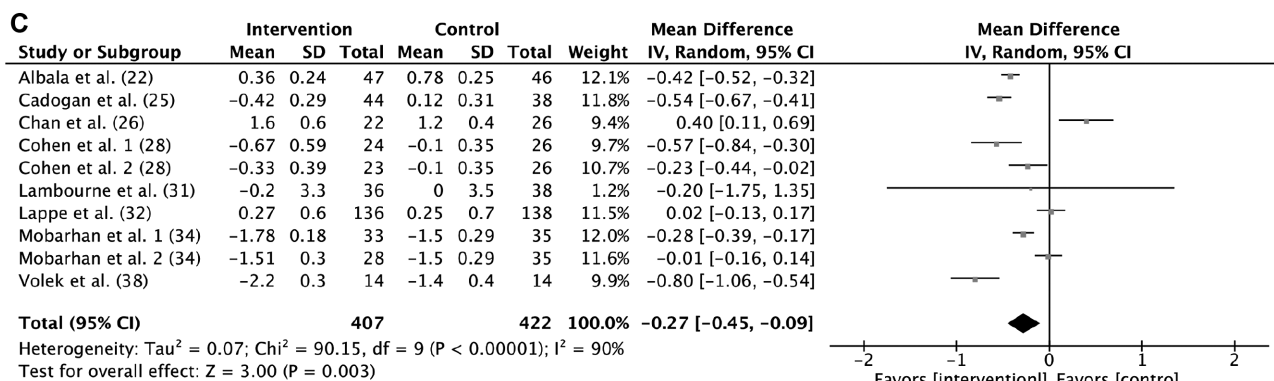 C
Intervention Control Mean Difference Mean Difference
Study or Subgroup Mean SD Total Mean SD Total Weight IV, Random, 95% CI IV, Random, 95% CI
Albala et al. (22) 0.36 0.24 47 0.78 0.25 46 12.1% −0.42 [−0.52, −0.32]
Cadogan et al. (25) −0.42 0.29 44 0.12 0.31 38 11.8% −0.54 [−0.67, −0.41]
Chan et al. (26) 1.6 0.6 22 1.2 0.4 26 9.4% 0.40 [0.11, 0.69]
Cohen et al. 1 (28) −0.67 0.59 24 −0.1 0.35 26 9.7% −0.57 [−0.84, −0.30]
Cohen et al. 2 (28) −0.33 0.39 23 −0.1 0.35 26 10.7% −0.23 [−0.44, −0.02]
Lambourne et al. (31) −0.2 3.3 36 0 3.5 38 1.2% −0.20 [−1.75, 1.35]
Lappe et al. (32) 0.27 0.6 136 0.25 0.7 138 11.5% 0.02 [−0.13, 0.17]
Mobarhan et al. 1 (34) −1.78 0.18 33 −1.5 0.29 35 12.0% −0.28 [−0.39, −0.17]
Mobarhan et al. 2 (34) −1.51 0.3 28 −1.5 0.29 35 11.6% −0.01 [−0.16, 0.14]
Volek et al. (38) −2.2 0.3 14 −1.4 0.4 14 9.9% −0.80 [−1.06, −0.54]
Total (95% CI) 407 422 100.0% −0.27 [−0.45, −0.09]
Heterogeneity: Tau² = 0.07; Chi² = 90.15, df = 9 (P < 0.00001); I² = 90%
Test for overall effect: Z = 3.00 (P = 0.003)
−2 −1 0 1 2
Favors [intervention] Favors [control]